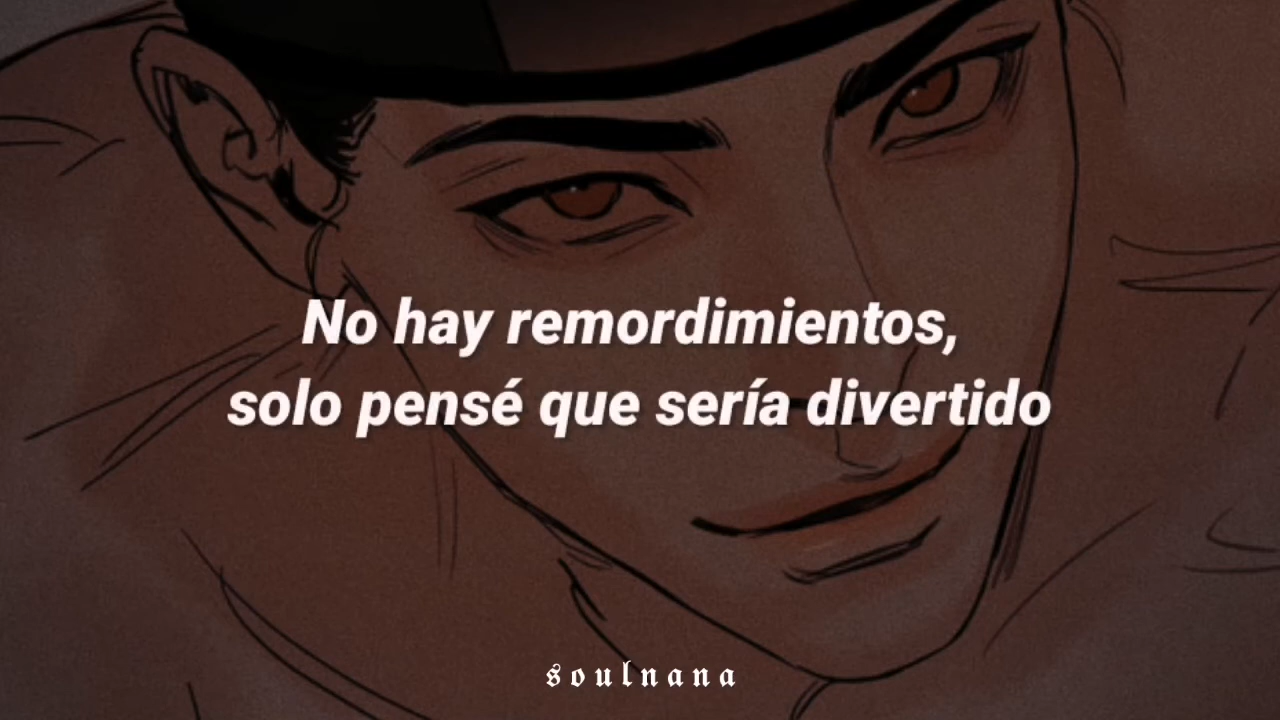 No hay remordimientos,
solo pensé que sería divertido
soulnana